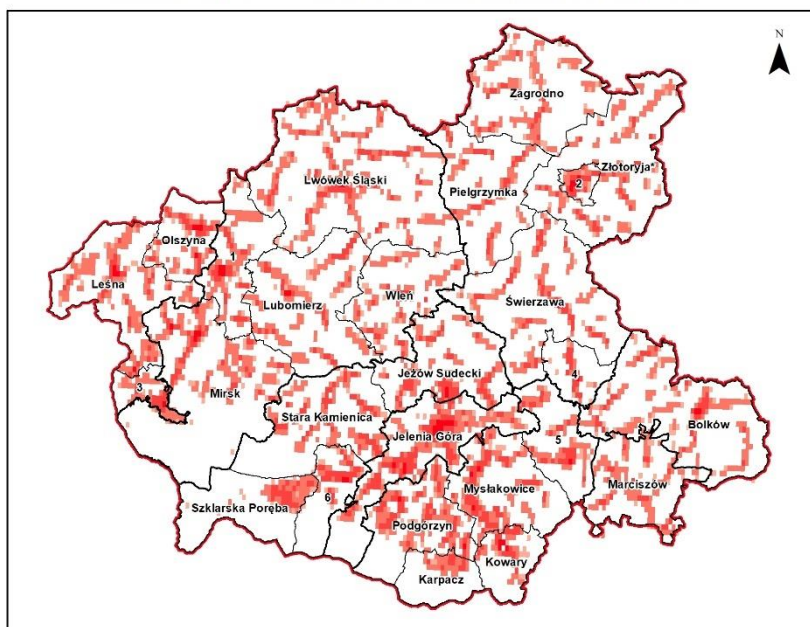 N
Zagrodno
Złotoryja*
Lwówek Śląski
Pielgrzymka
2
Olszyna
1
Leśna
Lubomierz
Wleń
Świerzawa
Jeżów Sudecki
4
3
Mirsk
Stara Kamienica
Bolków
Jelenia Góra
5
Marciszów
Mysłakowice
6
Szklarska Poręba
Podgórzyn
Kowary
Karpacz